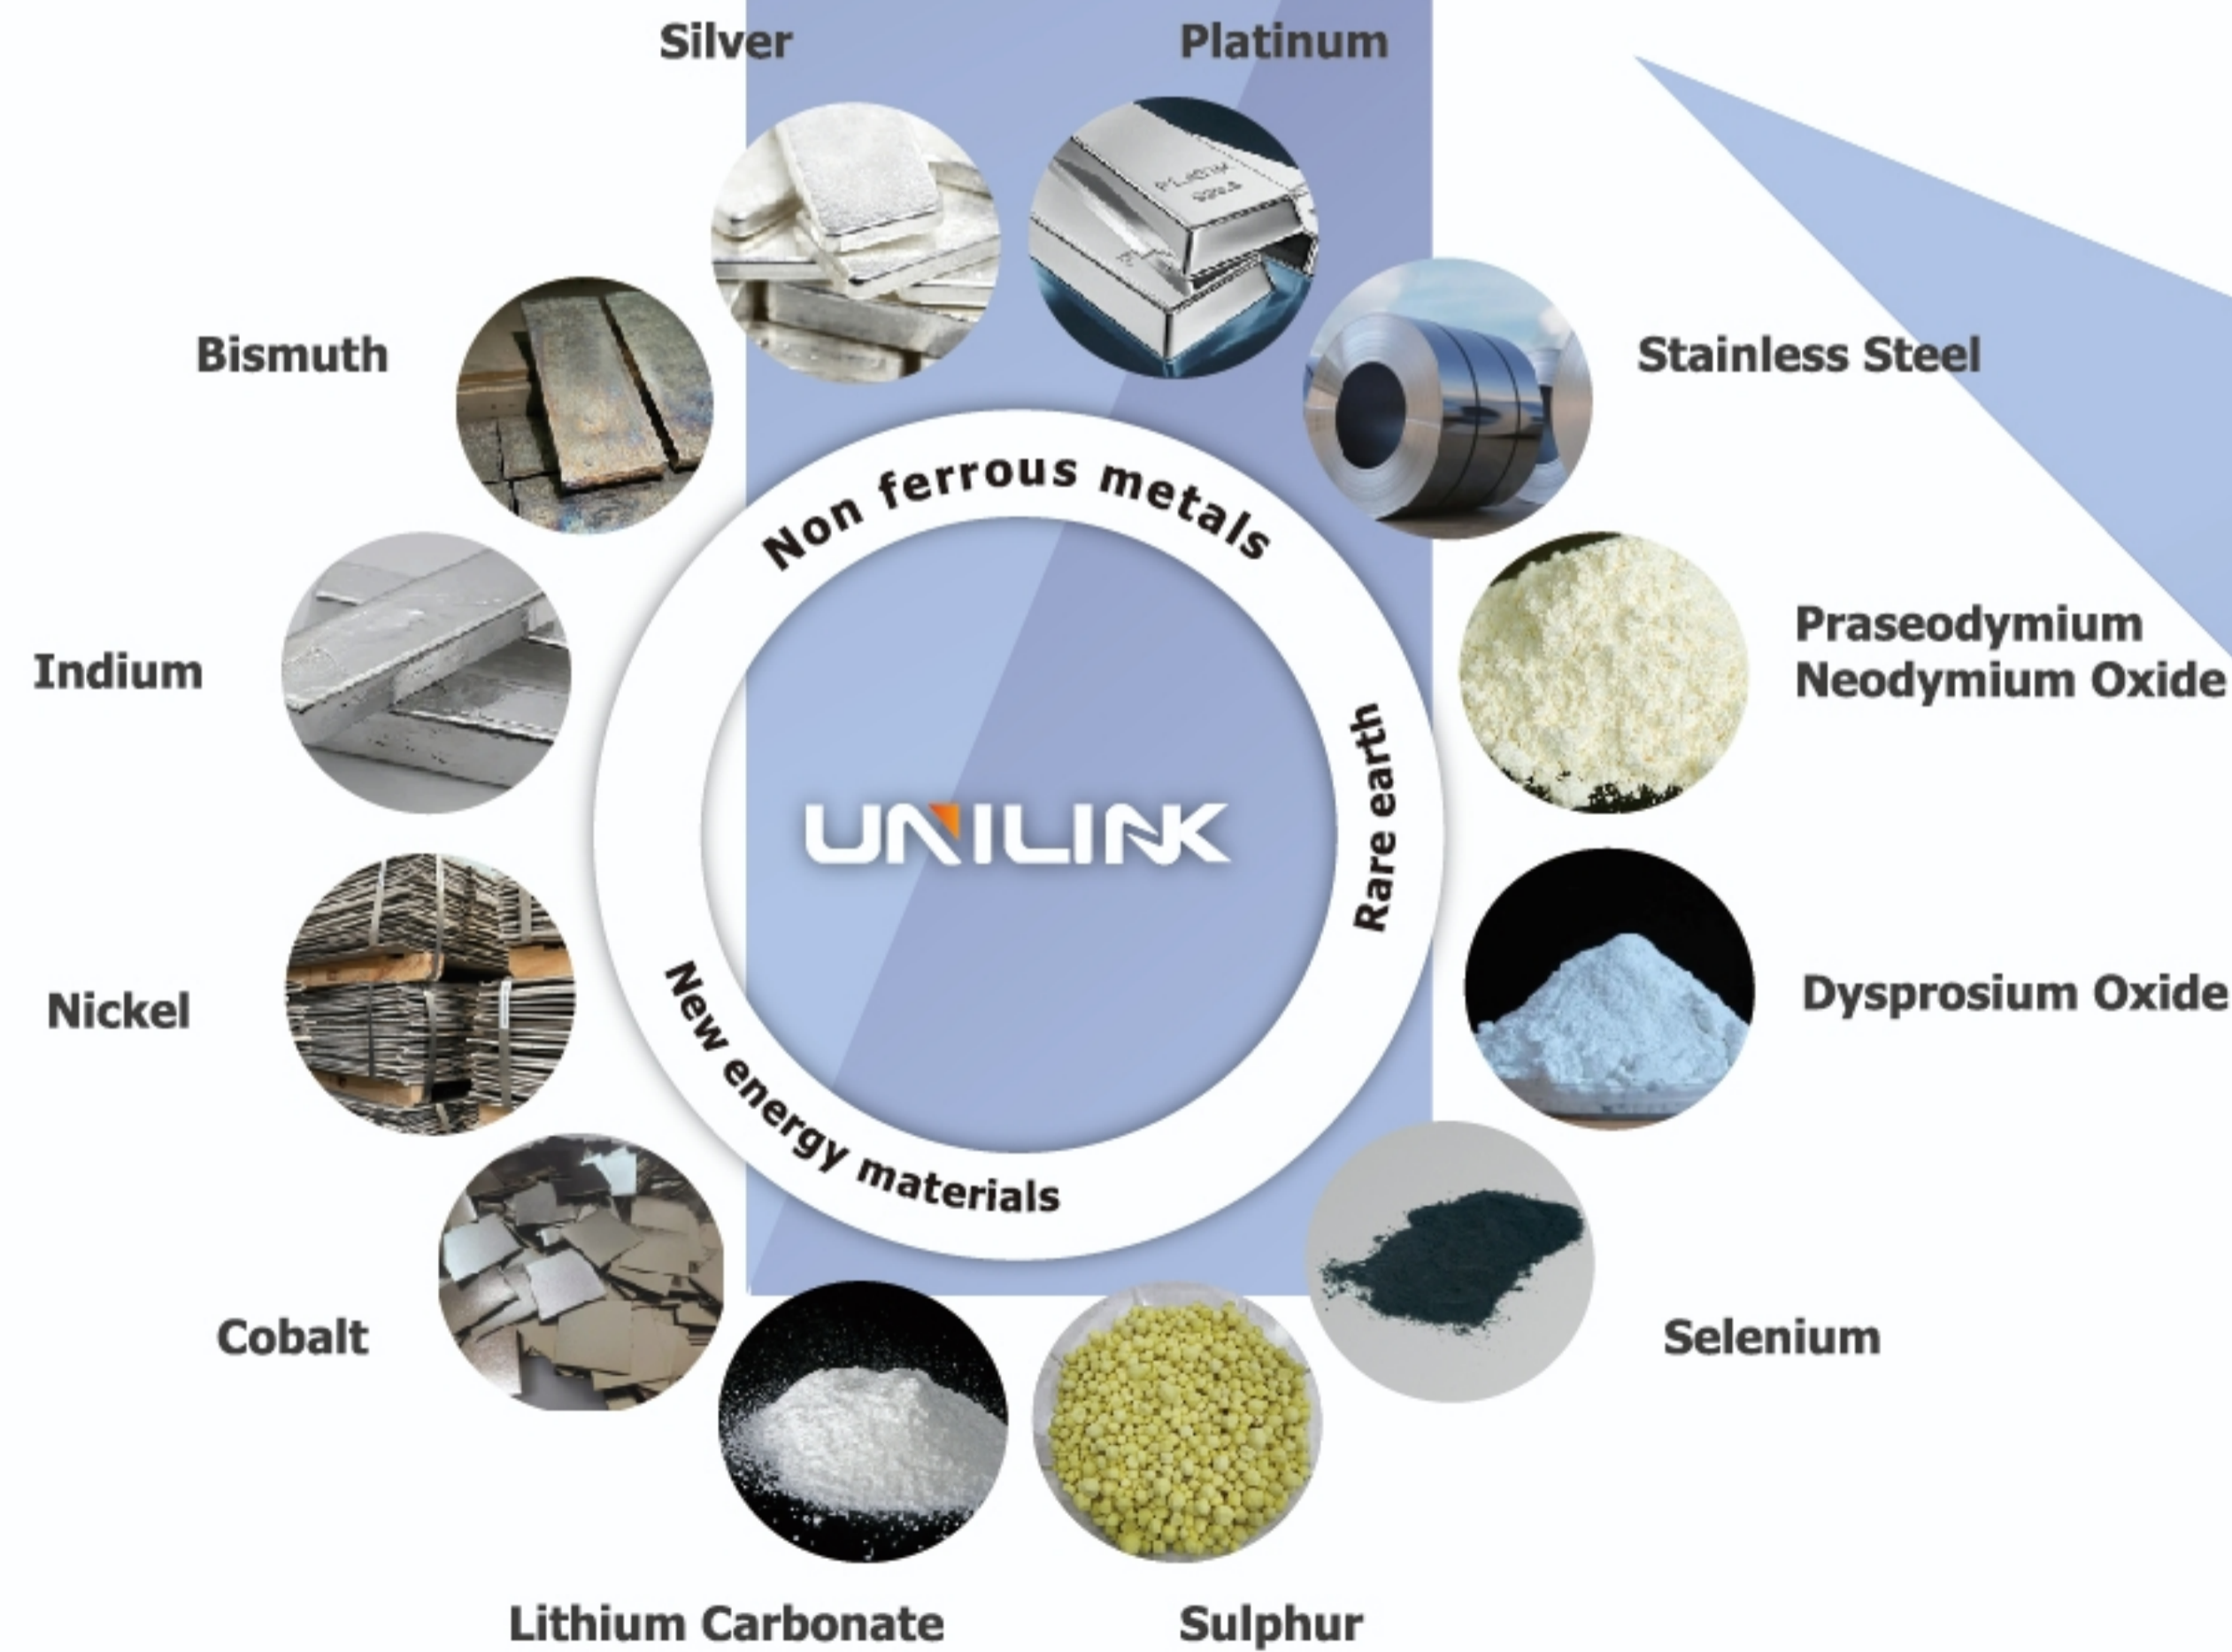 Silver
Platinum
PLATIN
Bismuth
Stainless Steel
Non ferrous metals
Indium
Praseodymium
Neodymium Oxide
Rare earth
UNILINK
Nickel
Dysprosium Oxide
New energy materials
Cobalt
Selenium
Lithium Carbonate
Sulphur